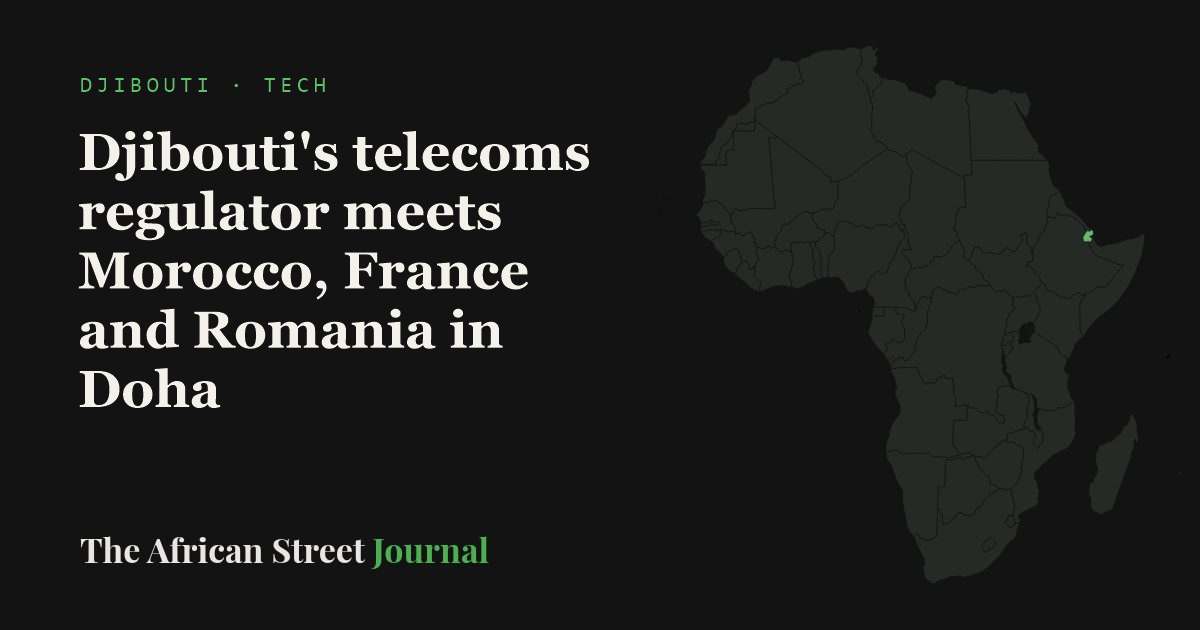 DJIBOUTI · TECH
Djibouti's telecoms
regulator meets
Morocco, France
and Romania in
Doha
The African Street Journal